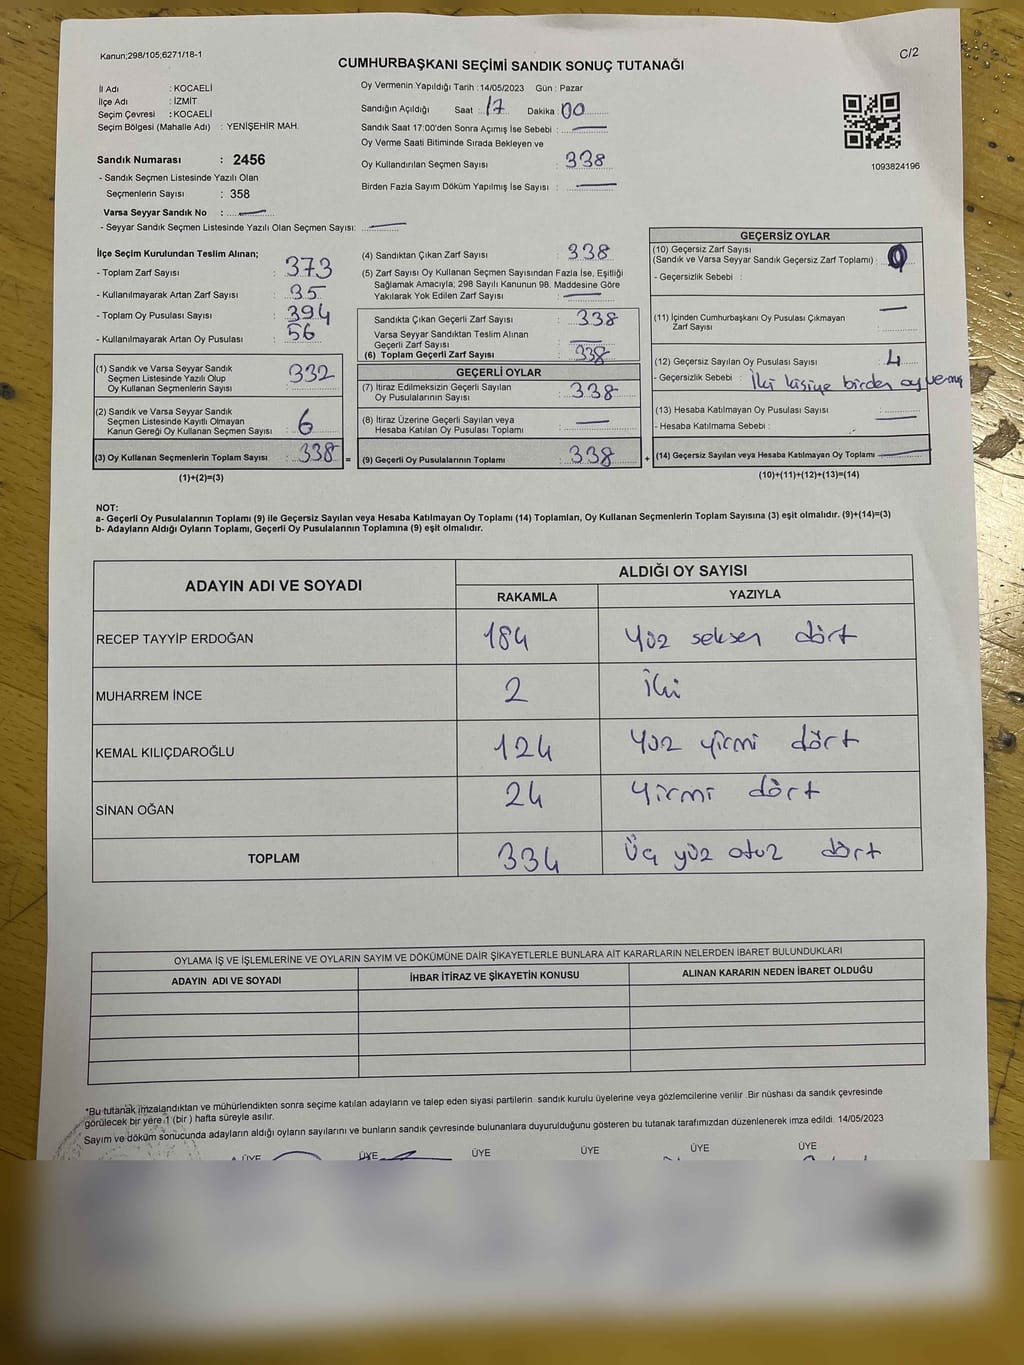 Kanun;298/105;6271/18-1
C/2
CUMHURBAŞKANI SEÇİMİ SANDIK SONUÇ TUTANAĞI
İl Adı : KOCAELİ
İlçe Adı : İZMİT
Seçim Çevresi : KOCAELİ
Seçim Bölgesi (Mahalle Adı) : YENİŞEHİR MAH.
Sandık Numarası : 2456
- Sandık Seçmen Listesinde Yazılı Olan
Seçmenlerin Sayısı : 358
Varsa Seyyar Sandık No :
- Seyyar Sandık Seçmen Listesinde Yazılı Olan Seçmen Sayısı:
Oy Vermenin Yapıldığı Tarih : 14/05/2023 Gün : Pazar
Sandığın Açıldığı Saat : 17 Dakika : 00
Sandık Saat 17:00'den Sonra Açımış İse Sebebi :
Oy Verme Saati Bitiminde Sırada Bekleyen ve
Oy Kullandırılan Seçmen Sayısı : 338
Birden Fazla Sayım Döküm Yapılmış İse Sayısı :
1093824196
İlçe Seçim Kurulundan Teslim Alınan;
- Toplam Zarf Sayısı : 373
- Kullanılmayarak Artan Zarf Sayısı : 35
- Toplam Oy Pusulası Sayısı : 394
- Kullanılmayarak Artan Oy Pusulası : 56
(1) Sandık ve Varsa Seyyar Sandık
Seçmen Listesinde Yazılı Olup
Oy Kullanan Seçmenlerin Sayısı : 332
(2) Sandık ve Varsa Seyyar Sandık
Seçmen Listesinde Kayıtlı Olmayan
Kanun Gereği Oy Kullanan Seçmen Sayısı : 6
(3) Oy Kullanan Seçmenlerin Toplam Sayısı : 338 =
(1)+(2)=(3)
(4) Sandıktan Çıkan Zarf Sayısı : 338
(5) Zarf Sayısı Oy Kullanan Seçmen Sayısından Fazla İse, Eşitliği
Sağlamak Amacıyla; 298 Sayılı Kanunun 98. Maddesine Göre
Yakılarak Yok Edilen Zarf Sayısı :
Sandıkta Çıkan Geçerli Zarf Sayısı : 338
Varsa Seyyar Sandıktan Teslim Alınan
Geçerli Zarf Sayısı :
(6) Toplam Geçerli Zarf Sayısı : 338
GEÇERLİ OYLAR
(7) İtiraz Edilmeksizin Geçerli Sayılan
Oy Pusulasının Sayısı : 338
(8) İtiraz Üzerine Geçerli Sayılan veya
Hesaba Katılan Oy Pusulası Toplamı :
(9) Geçerli Oy Pusulalarının Toplamı : 338 +
GEÇERSİZ OYLAR
(10) Geçersiz Zarf Sayısı
(Sandık ve Varsa Seyyar Sandık Geçersiz Zarf Toplamı) : 0
- Geçersizlik Sebebi :
(11) İçinden Cumhurbaşkanı Oy Pusulası Çıkmayan
Zarf Sayısı :
(12) Geçersiz Sayılan Oy Pusulası Sayısı : 4
- Geçersizlik Sebebi : İki kişiye birden oy vermiş
(13) Hesaba Katılmayan Oy Pusulası Sayısı :
- Hesaba Katılmama Sebebi :
(14) Geçersiz Sayılan veya Hesaba Katılmayan Oy Toplamı
(10)+(11)+(12)+(13)=(14)
NOT:
a- Geçerli Oy Pusulalarının Toplamı (9) ile Geçersiz Sayılan veya Hesaba Katılmayan Oy Toplamı (14) Toplamları, Oy Kullanan Seçmenlerin Toplam Sayısına (3) eşit olmalıdır. (9)+(14)=(3)
b- Adayların Aldığı Oyların Toplamı, Geçerli Oy Pusulalarının Toplamına (9) eşit olmalıdır.
ADAYIN ADI VE SOYADI ALDIĞI OY SAYISI
RAKAMLA YAZIYLA
RECEP TAYYİP ERDOĞAN 184 Yüz seksen dört
MUHARREM İNCE 2 İki
KEMAL KILIÇDAROĞLU 124 Yüz yirmi dört
SİNAN OĞAN 24 Yirmi dört
TOPLAM 334 Üç yüz otuz dört
OYLAMA İŞ VE İŞLEMLERİNE VE OYLARIN SAYIM VE DÖKÜMÜNE DAİR ŞİKAYETLERLE BUNLARA AİT KARARLARIN NELERDEN İBARET BULUNDUKLARI
ADAYIN ADI VE SOYADI İHBAR İTİRAZ VE ŞİKAYETİN KONUSU ALINAN KARARIN NEDEN İBARET OLDUĞU
*Bu tutanak imzalandıktan ve mühürlendikten sonra seçime katılan adayların ve talep eden siyasi partilerin sandık kurulu üyelerine veya gözlemcilerine verilir .Bir nüshası da sandık çevresinde
görülecek bir yere 1 (bir ) hafta süreyle asılır.
Sayım ve döküm sonucunda adayların aldığı oyların sayılarını ve bunların sandık çevresinde bulunanlara duyurulduğunu gösteren bu tutanak tarafımızdan düzenlenerek imza edildi. 14/05/2023
ÜYE ÜYE ÜYE ÜYE ÜYE ÜYE